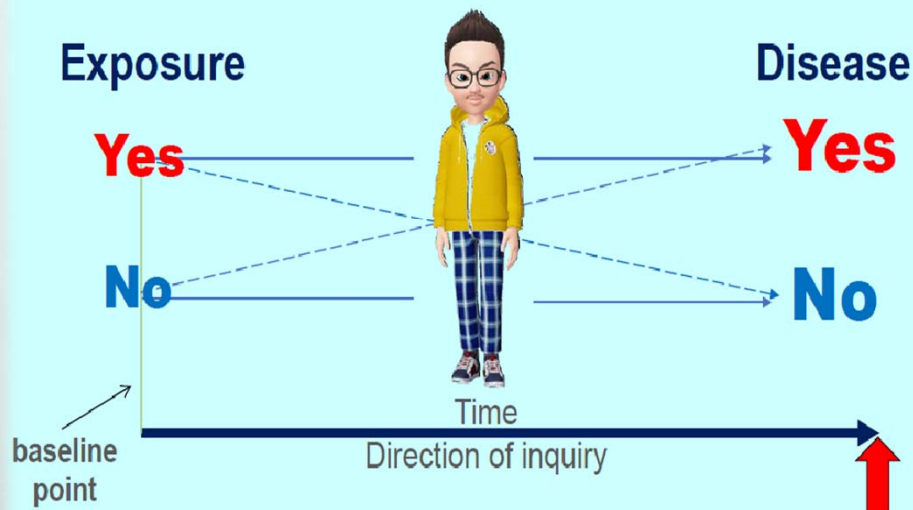 Exposure
Disease
Yes
Yes
No
No
Time
Direction of inquiry
baseline
point